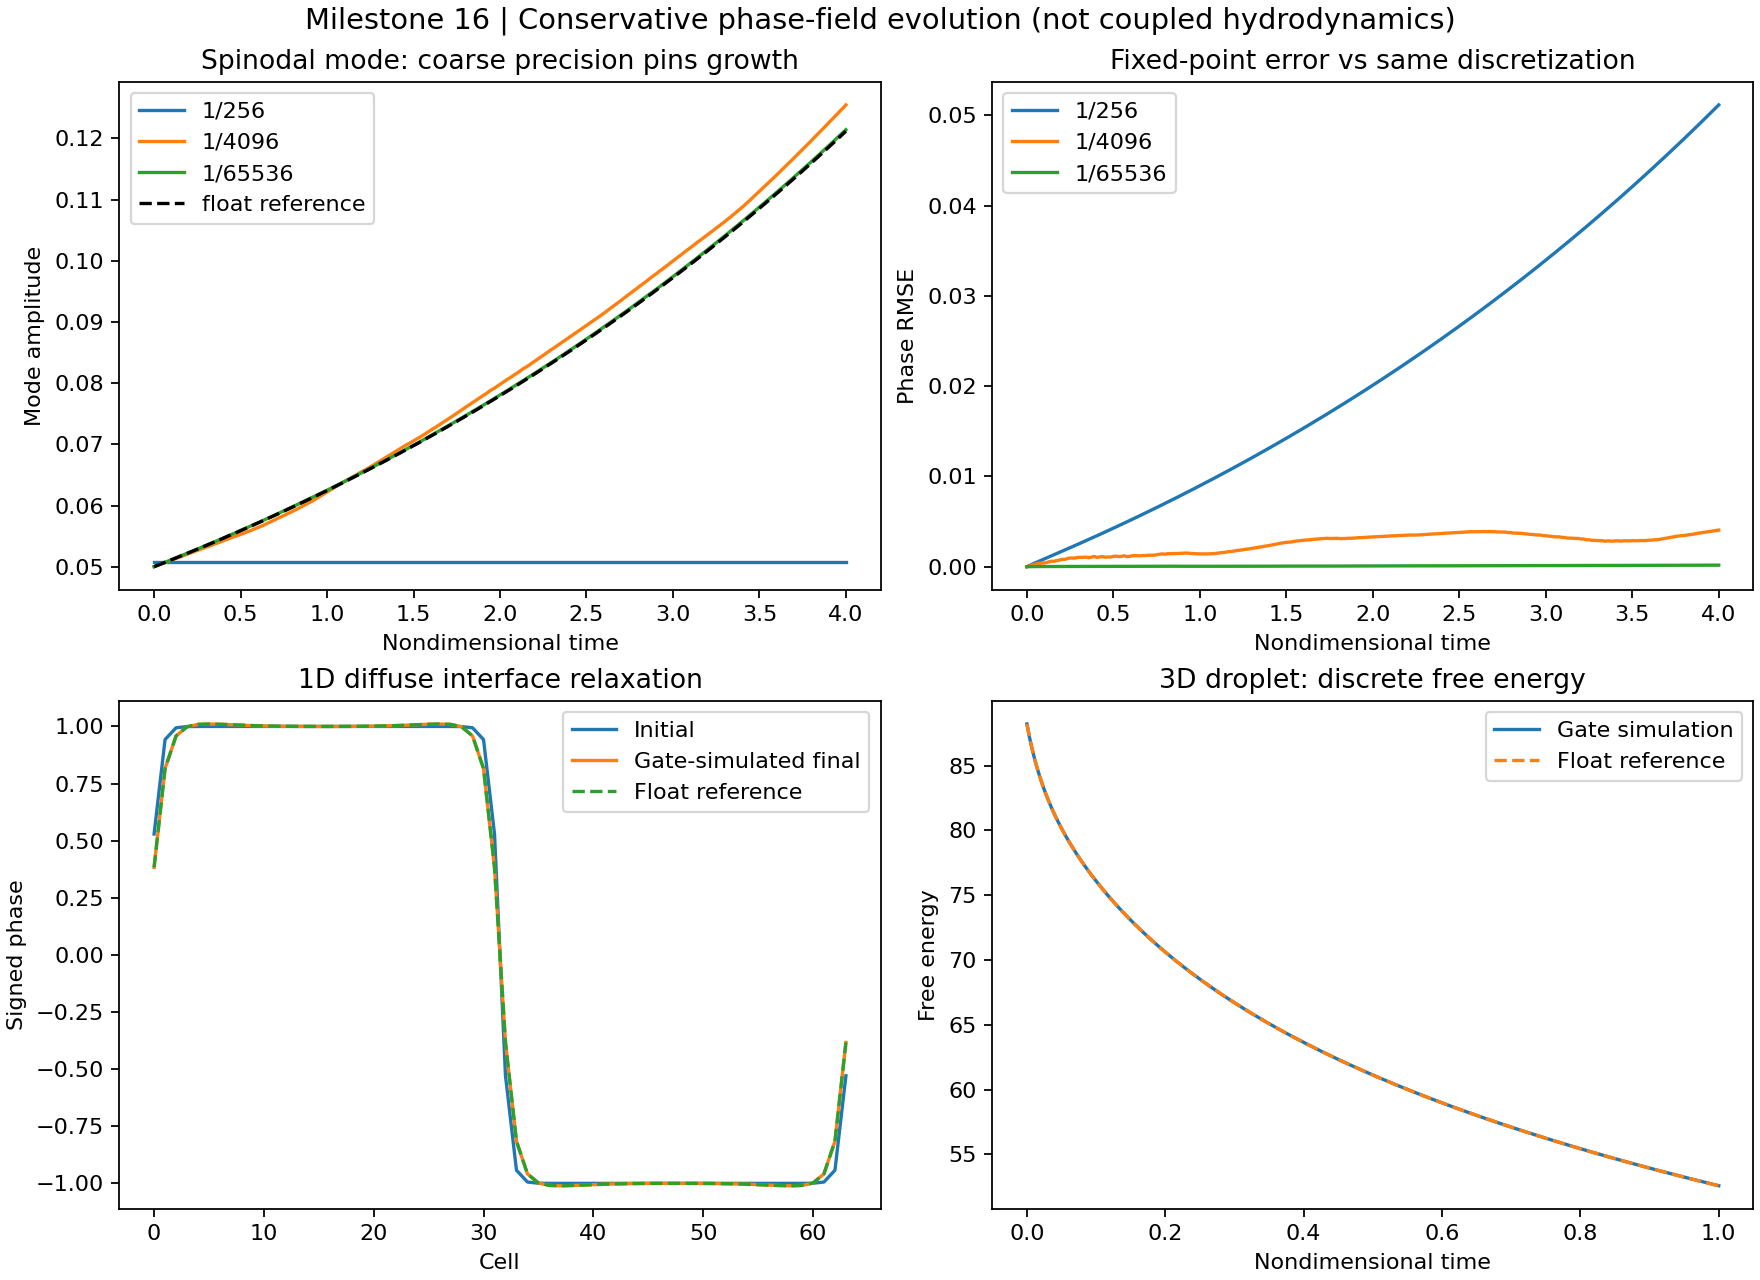 Milestone 16 | Conservative phase-field evolution (not coupled hydrodynamics)
Spinodal mode: coarse precision pins growth
1/256
1/4096
1/65536
float reference
0.12
0.11
0.10
0.09
0.08
0.07
0.06
0.05
Mode amplitude
0.0 0.5 1.0 1.5 2.0 2.5 3.0 3.5 4.0
Nondimensional time
Fixed-point error vs same discretization
1/256
1/4096
1/65536
0.05
0.04
0.03
0.02
0.01
0.00
Phase RMSE
0.0 0.5 1.0 1.5 2.0 2.5 3.0 3.5 4.0
Nondimensional time
1D diffuse interface relaxation
Initial
Gate-simulated final
Float reference
1.00
0.75
0.50
0.25
0.00
−0.25
−0.50
−0.75
−1.00
Signed phase
0 10 20 30 40 50 60
Cell
3D droplet: discrete free energy
Gate simulation
Float reference
85
80
75
70
65
60
55
Free energy
0.0 0.2 0.4 0.6 0.8 1.0
Nondimensional time